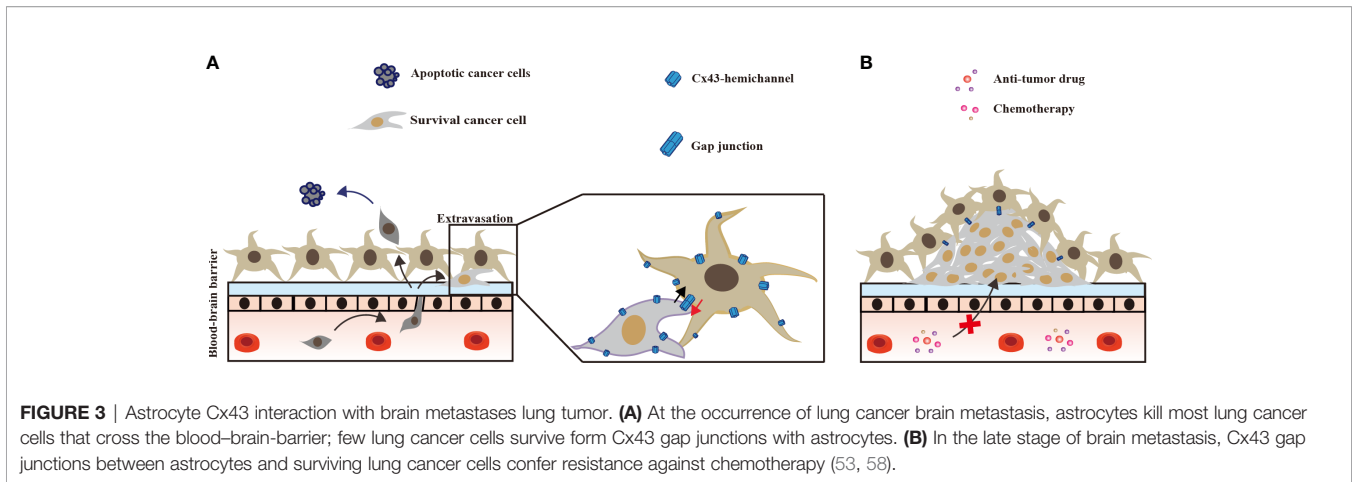 A
Apoptotic cancer cells
Survival cancer cell
Cx43-hemichannel
Gap junction
Extravasation
Blood-brain barrier
B
Anti-tumor drug
Chemotherapy
FIGURE 3 | Astrocyte Cx43 interaction with brain metastases lung tumor. (A) At the occurrence of lung cancer brain metastasis, astrocytes kill most lung cancer
cells that cross the blood–brain-barrier; few lung cancer cells survive form Cx43 gap junctions with astrocytes. (B) In the late stage of brain metastasis, Cx43 gap
junctions between astrocytes and surviving lung cancer cells confer resistance against chemotherapy (53, 58).